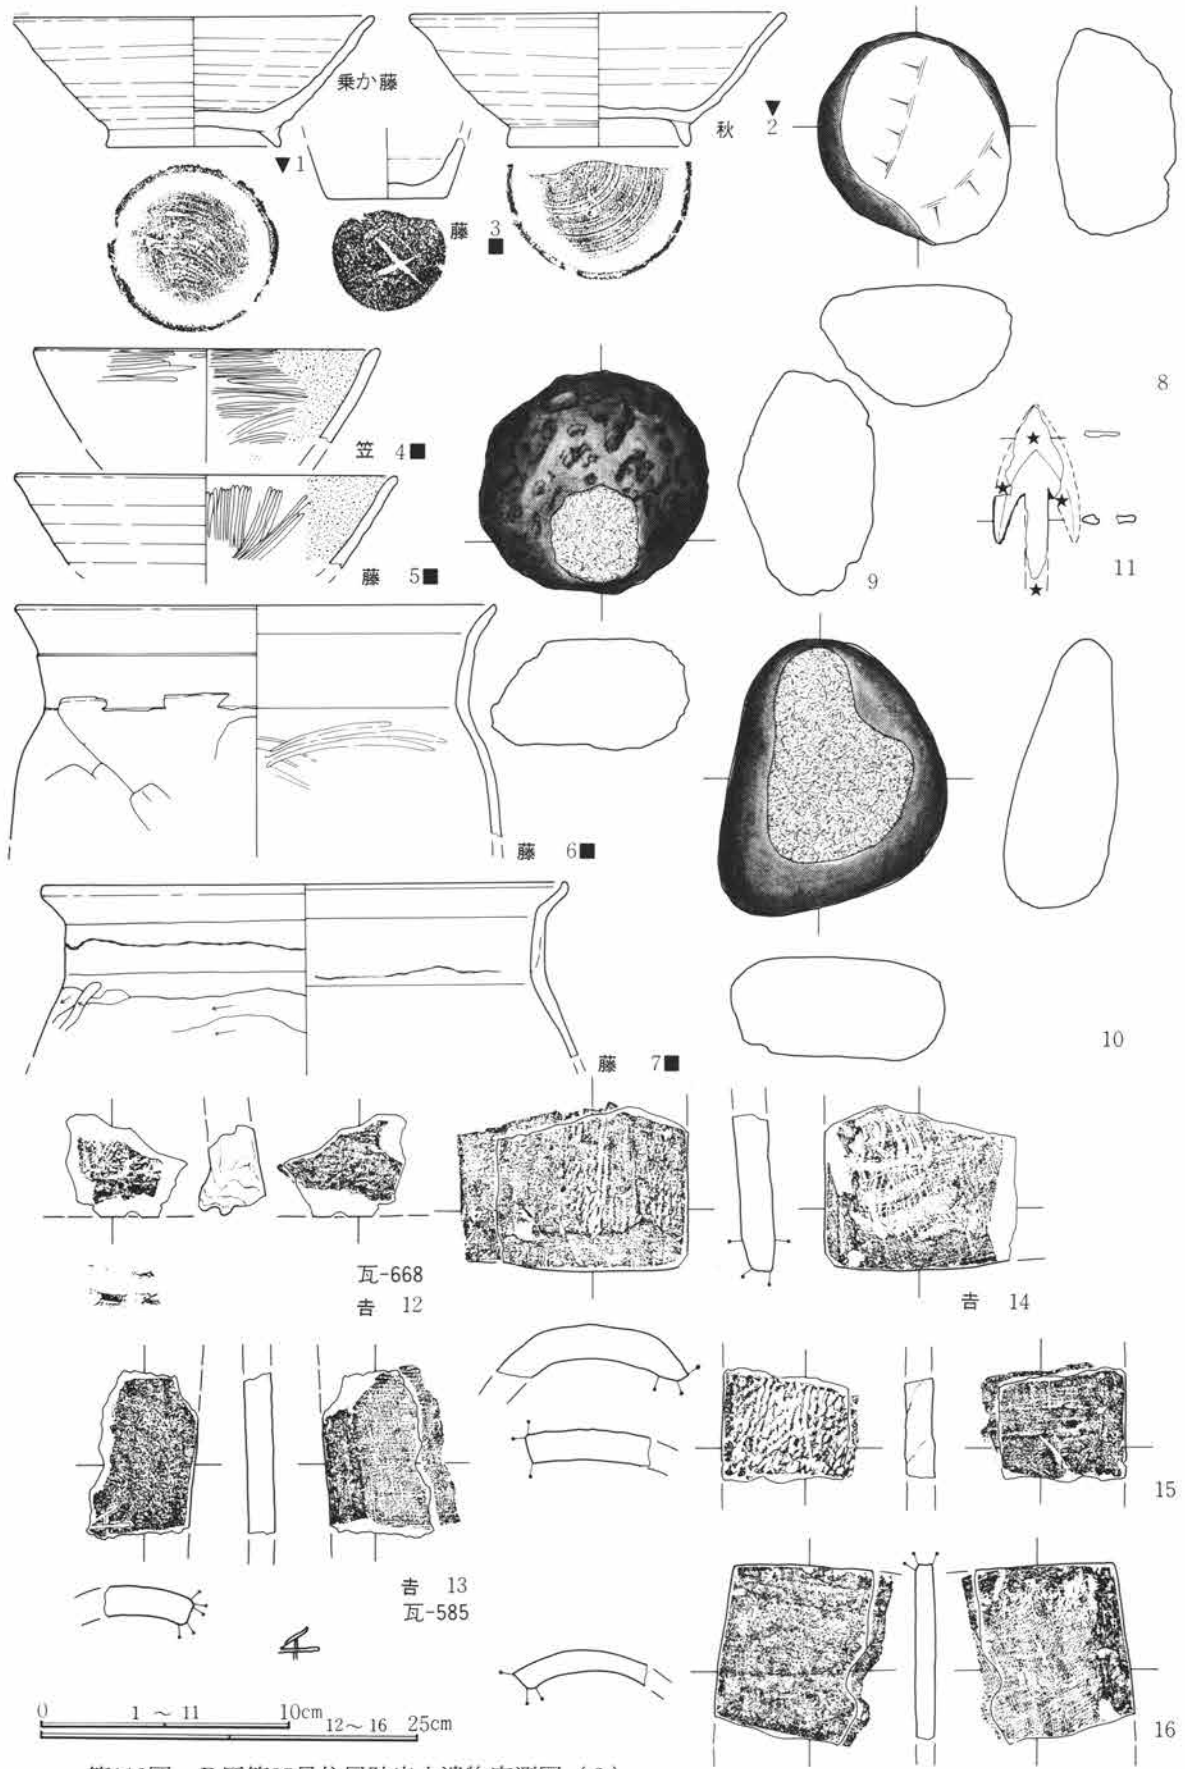 乗か藤
▼1
秋 ▼2
藤 3■
8
笠 4■
11
藤 5■
9
藤 6■
10
藤 7■
瓦-668
吉 12
吉 14
15
吉 13
瓦-585
16
0 1 ～ 11 10cm
12～16 25cm